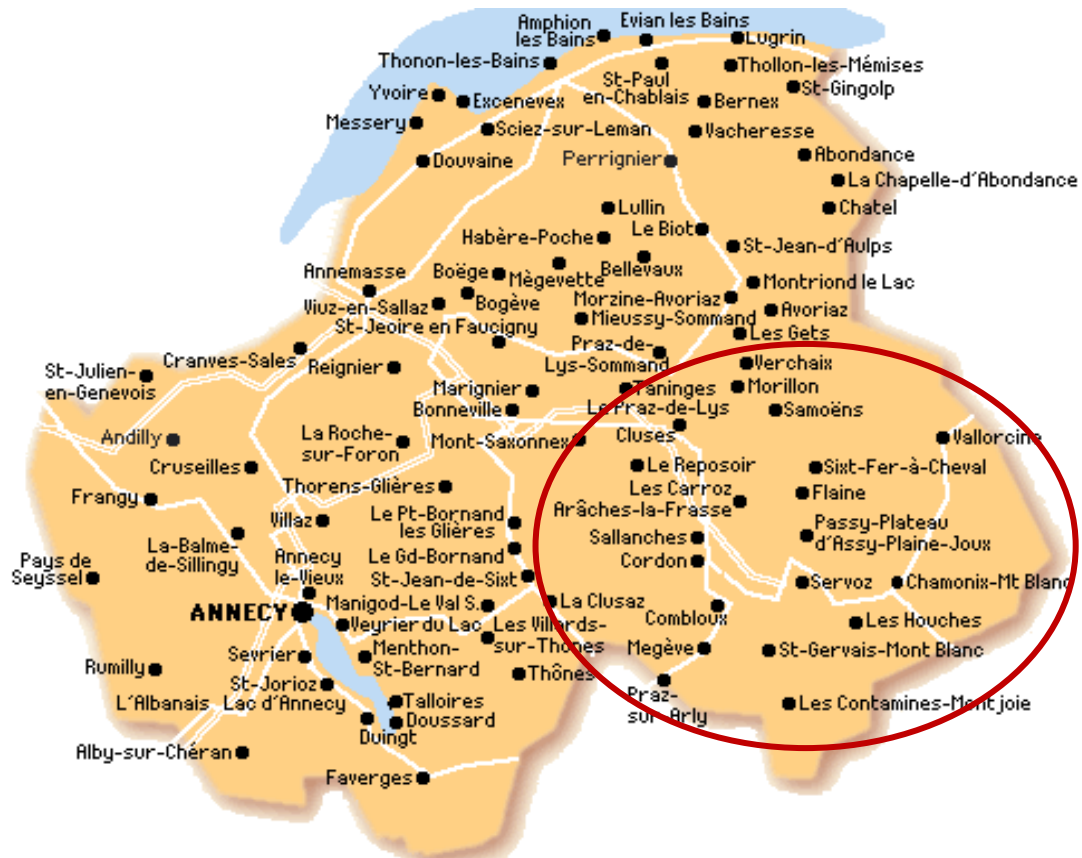 Amphion
les Bains
Evian les Bains
Lugrin
Thonon-les-Bains
St-Paul
en-Chablais
Thollon-les-Mémises
St-Gingolp
Yvoire
Excenevex
Bernex
Messery
Sciez-sur-Leman
Vacheresse
Douvaine
Perrignier
Abondance
La Chapelle-d'Abondance
Lullin
Chatel
Le Biot
Habère-Poche
St-Jean-d'Aulps
Bellevaux
Annemasse
Boëge
Mègevette
Montriond le Lac
Viuz-en-Sallaz
Bogève
Morzine-Avoriaz
Avoriaz
Mieussy-Sommand
St-Jeoire en Faucigny
Les Gets
Cranves-Sales
Praz-de-
Lys-Sommand
Verchaix
St-Julien-
en-Genevois
Reignier
Marignier
Taninges
Morillon
Bonneville
Le Praz-de-Lys
Samoëns
Andilly
La Roche-
sur-Foron
Mont-Saxonnex
Cluses
Vallorcine
Cruseilles
Le Reposoir
Sixt-Fer-à-Cheval
Frangy
Thorens-Glières
Les Carroz
Arâches-la-Frasse
Flaine
Villaz
Le Pt-Bornand
les Glières
Passy-Plateau
d'Assy-Plaine-Joux
La-Balme-
de-Sillingy
Sallanches
Annecy
le-Vieux
Le Gd-Bornand
Cordon
Pays de
Seyssel
St-Jean-de-Sixt
Servoz
Chamonix-Mt Blanc
ANNECY
Manigod-Le Val S.
La Clusaz
Combloux
Veyrier du Lac
Les Villards-
sur-Thônes
Les Houches
Sevrier
Menthon-
St-Bernard
Megève
St-Gervais-Mont Blanc
Rumilly
Thônes
St-Jorioz
Praz-
sur-Arly
L'Albanais
Lac d'Annecy
Talloires
Les Contamines-Montjoie
Doussard
Duingt
Alby-sur-Chéran
Faverges